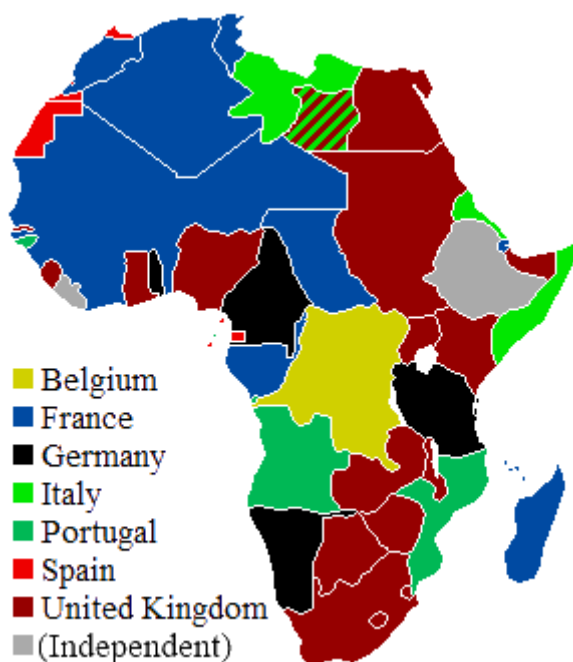 Belgium
France
Germany
Italy
Portugal
Spain
United Kingdom
(Independent)